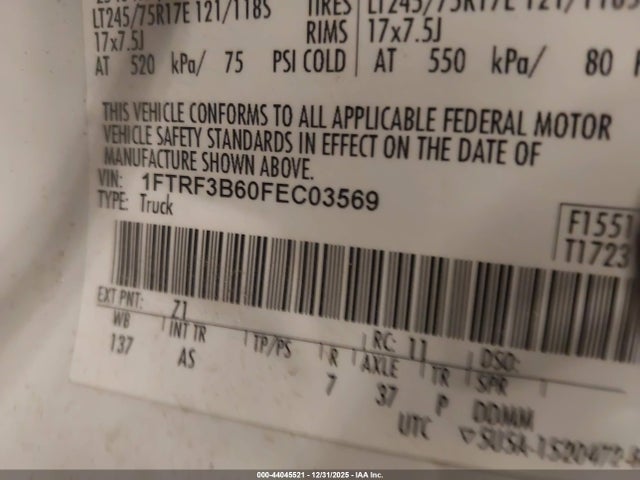 LT245/75R17E 121/118S TIRES LT245/75R17E 121/118S
17x7.5J RIMS 17x7.5J
AT 520 kPa/ 75 PSI COLD AT 550 kPa/ 80
THIS VEHICLE CONFORMS TO ALL APPLICABLE FEDERAL MOTOR
VEHICLE SAFETY STANDARDS IN EFFECT ON THE DATE OF
MANUFACTURE SHOWN ABOVE.
VIN: 1FTRF3B60FEC03569
TYPE: Truck
F1551
T1723
EXT PNT: Z1 RC: 11 DSO:
WB INT TR TP/PS R AXLE TR SPR
137 AS 7 37 P DDMM
UTC
000-44045521 12/31/2025- IAA Inc.